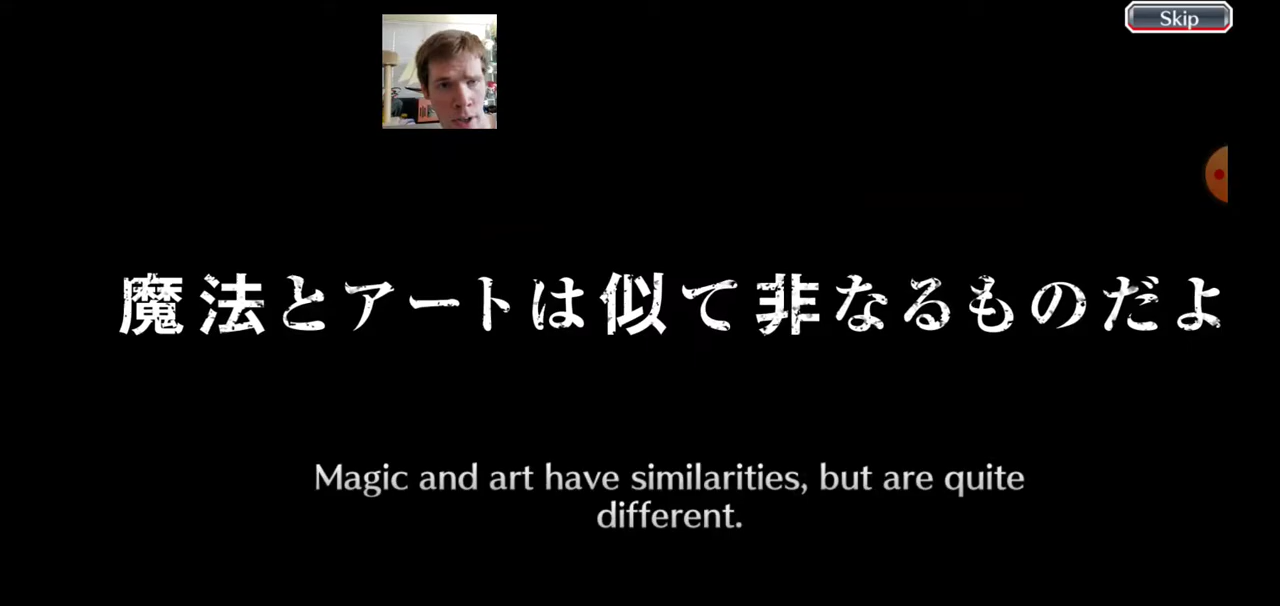 Skip
魔法とアートは似て非なるものだよ
Magic and art have similarities, but are quite
different.